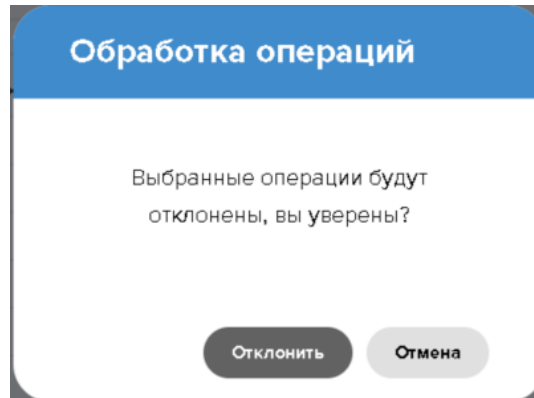 Обработка операций
Выбранные операции будут
отклонены, вы уверены?
Отклонить Отмена